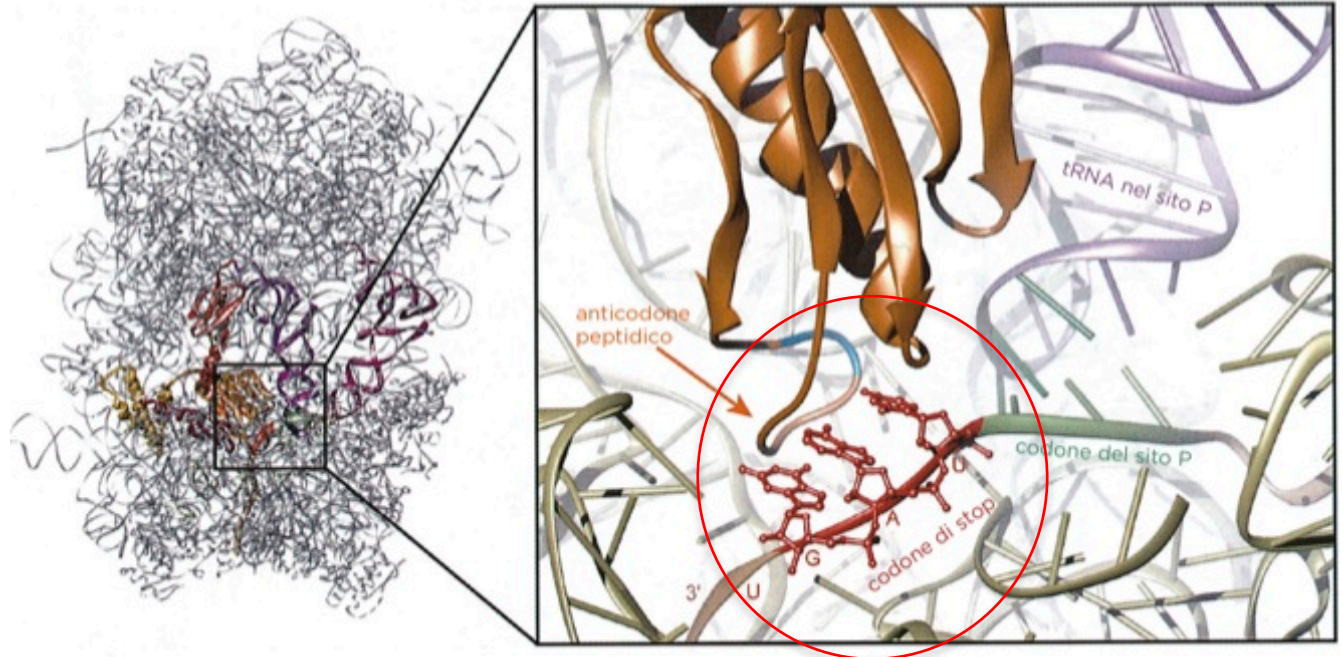 tRNA nel sito P
anticodone
peptidico
codone del sito P
U
A
codone di stop
G
U
3'